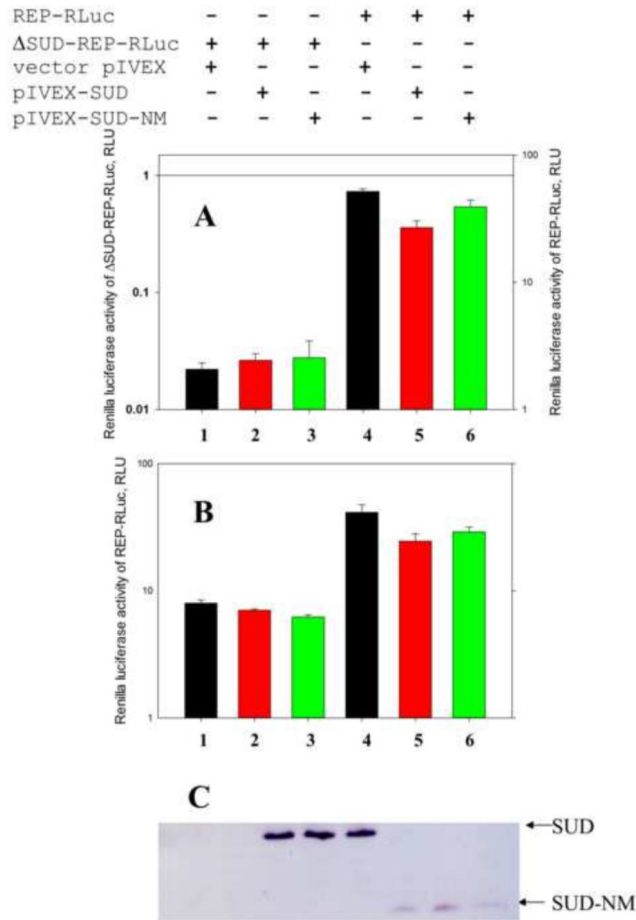 REP-RLuc – – – + + +
ΔSUD-REP-RLuc + + + – – –
vector pIVEX + – – + – –
pIVEX-SUD – + – – + –
pIVEX-SUD-NM – – + – – +
Renilla luciferase activity of ΔSUD-REP-RLuc, RLU
1
0.1
0.01
A
100
10
1
Renilla luciferase activity of REP-RLuc, RLU
1 2 3 4 5 6
Renilla luciferase activity of REP-RLuc, RLU
100
10
1
B
1 2 3 4 5 6
C
SUD
SUD-NM